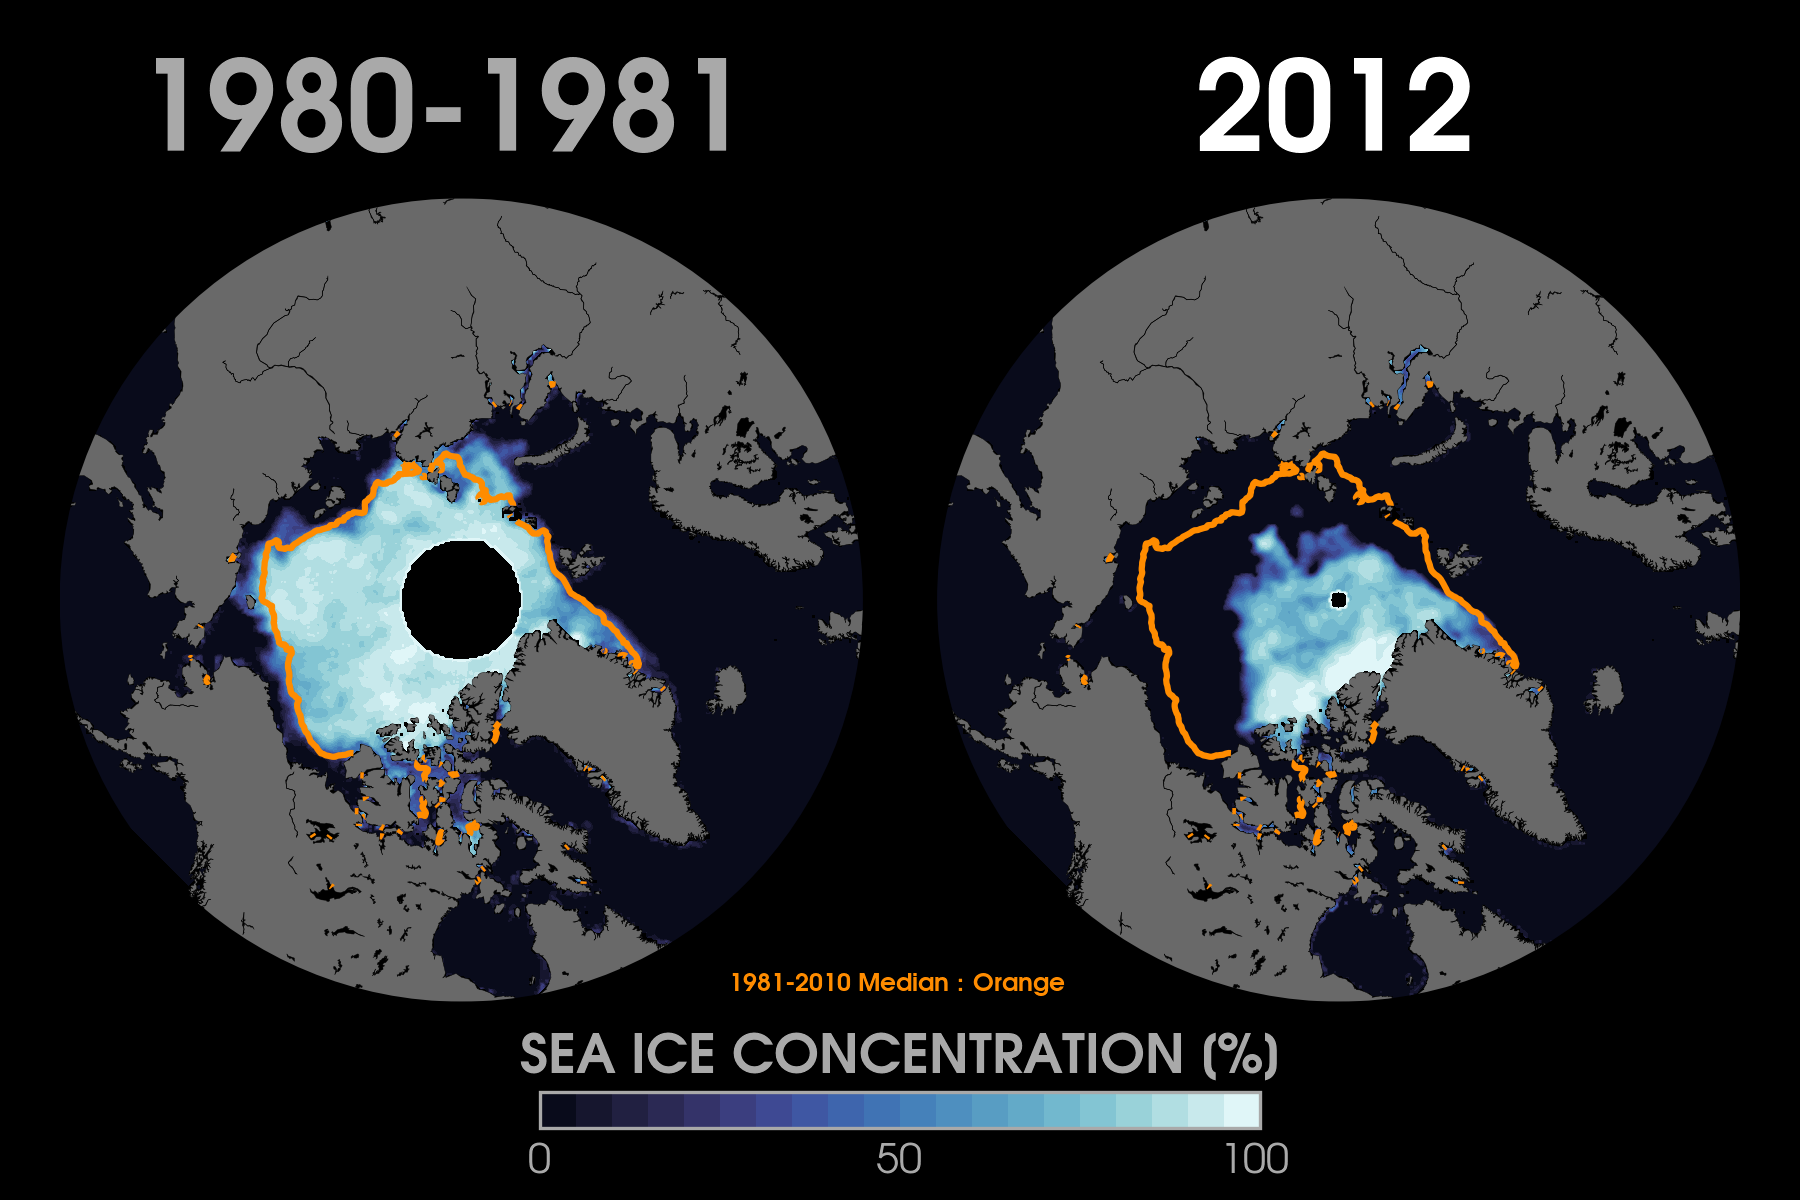 1980-1981
2012
1981-2010 Median : Orange
SEA ICE CONCENTRATION (%)
0 50 100